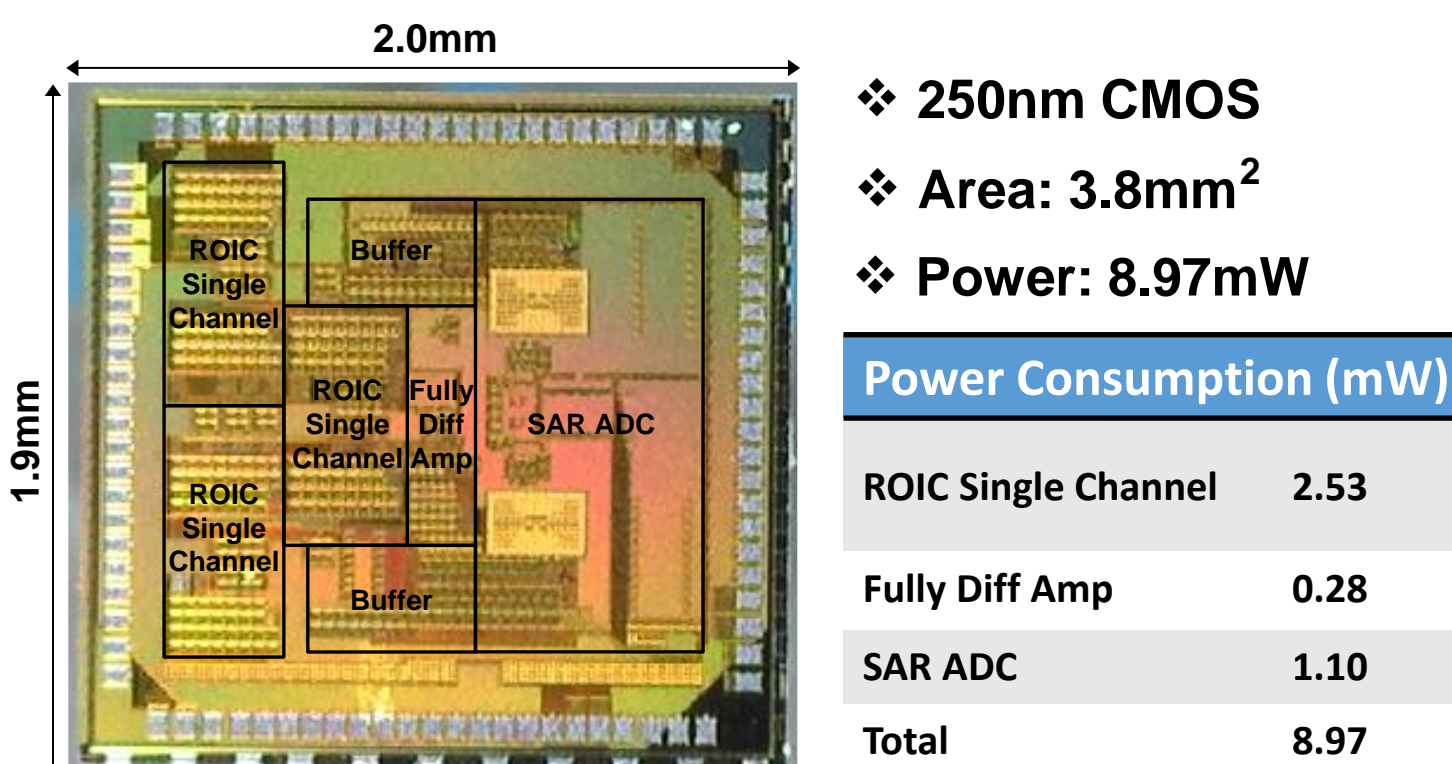 2.0mm
1.9mm
ROIC
Single
Channel
Buffer
ROIC
Single
Channel
Fully
Diff
Amp
SAR ADC
ROIC
Single
Channel
Buffer
❖ 250nm CMOS
❖ Area: 3.8mm²
❖ Power: 8.97mW
Power Consumption (mW)
ROIC Single Channel 2.53
Fully Diff Amp 0.28
SAR ADC 1.10
Total 8.97